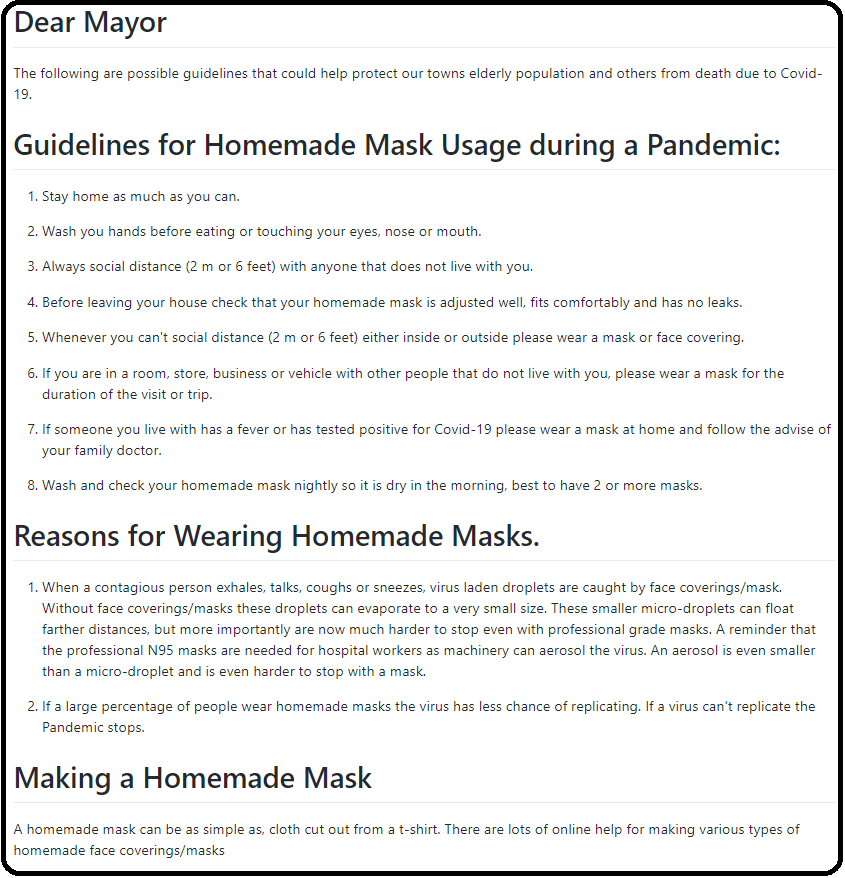 Dear Mayor
The following are possible guidelines that could help protect our towns elderly population and others from death due to Covid-
19.
Guidelines for Homemade Mask Usage during a Pandemic:
1. Stay home as much as you can.
2. Wash you hands before eating or touching your eyes, nose or mouth.
3. Always social distance (2 m or 6 feet) with anyone that does not live with you.
4. Before leaving your house check that your homemade mask is adjusted well, fits comfortably and has no leaks.
5. Whenever you can't social distance (2 m or 6 feet) either inside or outside please wear a mask or face covering.
6. If you are in a room, store, business or vehicle with other people that do not live with you, please wear a mask for the
duration of the visit or trip.
7. If someone you live with has a fever or has tested positive for Covid-19 please wear a mask at home and follow the advise of
your family doctor.
8. Wash and check your homemade mask nightly so it is dry in the morning, best to have 2 or more masks.
Reasons for Wearing Homemade Masks.
1. When a contagious person exhales, talks, coughs or sneezes, virus laden droplets are caught by face coverings/mask.
Without face coverings/masks these droplets can evaporate to a very small size. These smaller micro-droplets can float
farther distances, but more importantly are now much harder to stop even with professional grade masks. A reminder that
the professional N95 masks are needed for hospital workers as machinery can aerosol the virus. An aerosol is even smaller
than a micro-droplet and is even harder to stop with a mask.
2. If a large percentage of people wear homemade masks the virus has less chance of replicating. If a virus can't replicate the
Pandemic stops.
Making a Homemade Mask
A homemade mask can be as simple as, cloth cut out from a t-shirt. There are lots of online help for making various types of
homemade face coverings/masks